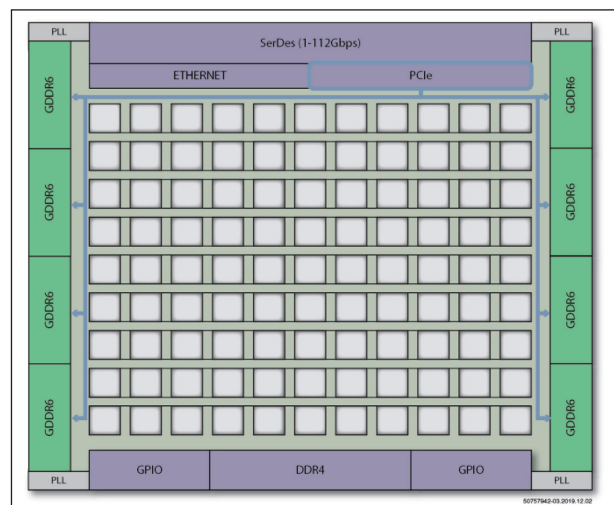 PLL
SerDes (1-112Gbps)
PLL
ETHERNET
PCIe
GDDR6
GDDR6
GDDR6
GDDR6
GDDR6
GDDR6
GDDR6
GDDR6
GPIO
DDR4
GPIO
PLL
PLL
50757942-03.2019.12.02